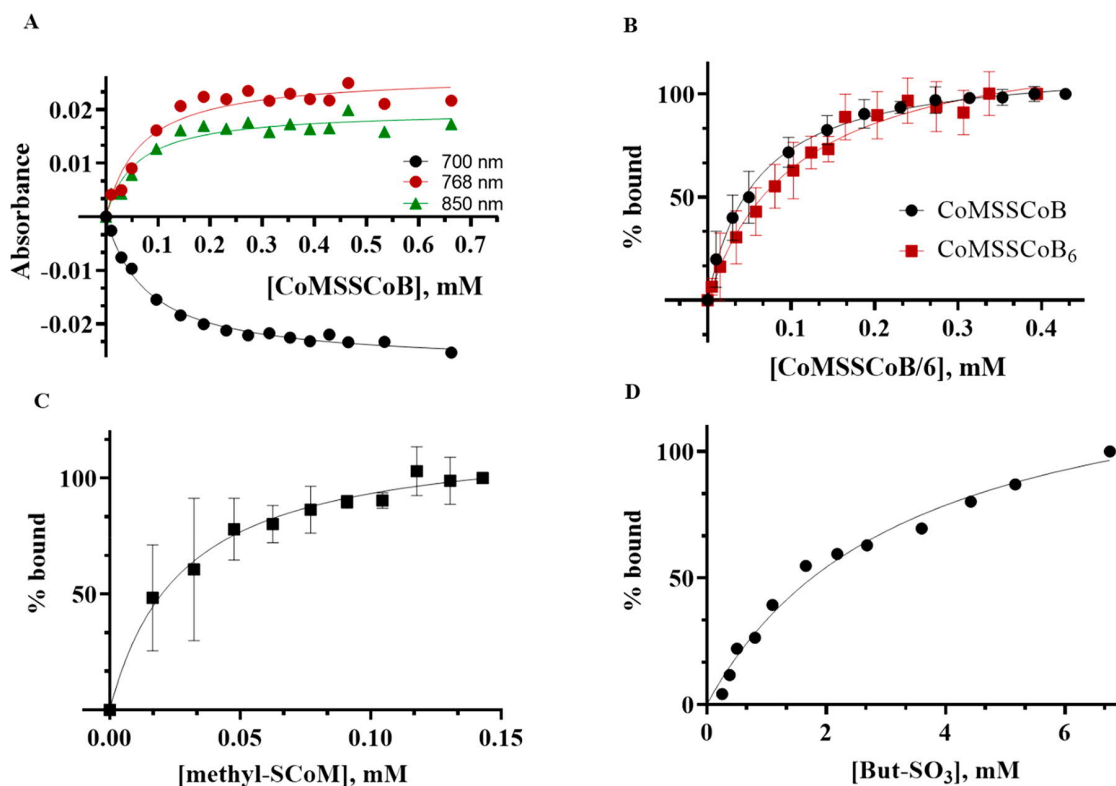 A
Absorbance
0.02
0.01
-0.01
-0.02
0.1 0.2 0.3 0.4 0.5 0.6 0.7
700 nm
768 nm
850 nm
[CoMSSCoB], mM
B
% bound
100
50
0.1 0.2 0.3 0.4
CoMSSCoB
CoMSSCoB₆
[CoMSSCoB/6], mM
C
% bound
100
50
0.00 0.05 0.10 0.15
[methyl-SCoM], mM
D
% bound
100
50
0
0 2 4 6
[But-SO₃], mM